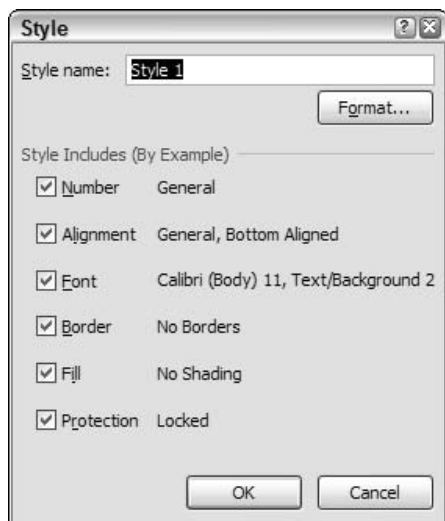 Style
Style name: Style 1
Format...
Style Includes (By Example)
Number General
Alignment General, Bottom Aligned
Font Calibri (Body) 11, Text/Background 2
Border No Borders
Fill No Shading
Protection Locked
OK Cancel